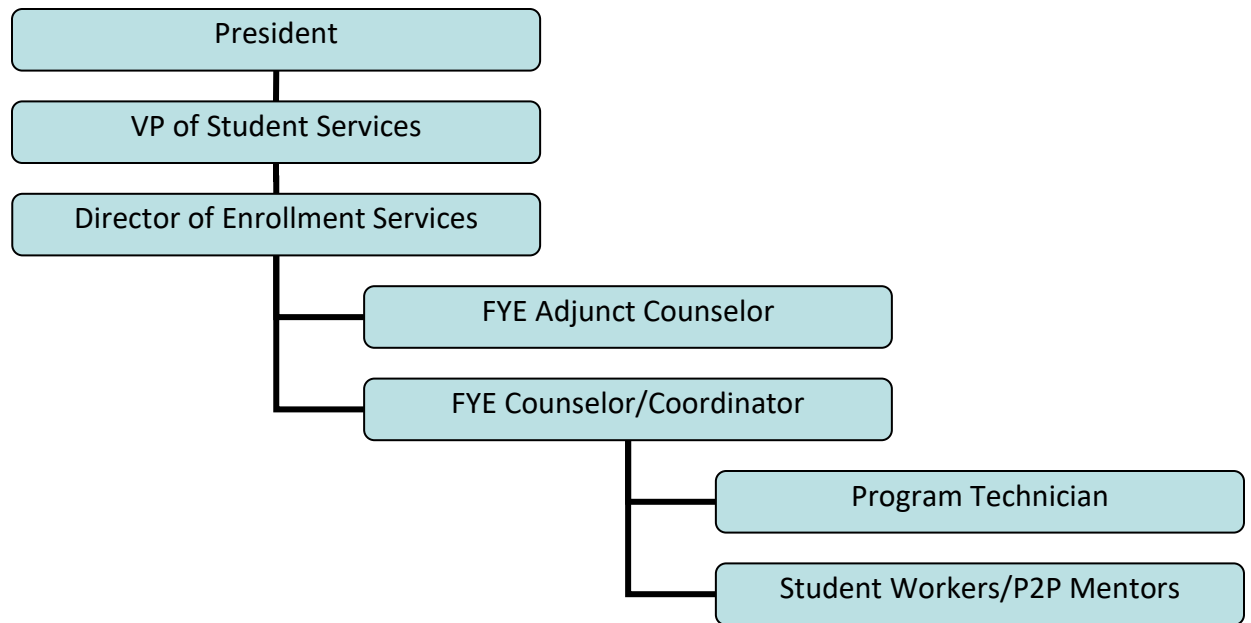 President
VP of Student Services
Director of Enrollment Services
FYE Adjunct Counselor
FYE Counselor/Coordinator
Program Technician
Student Workers/P2P Mentors